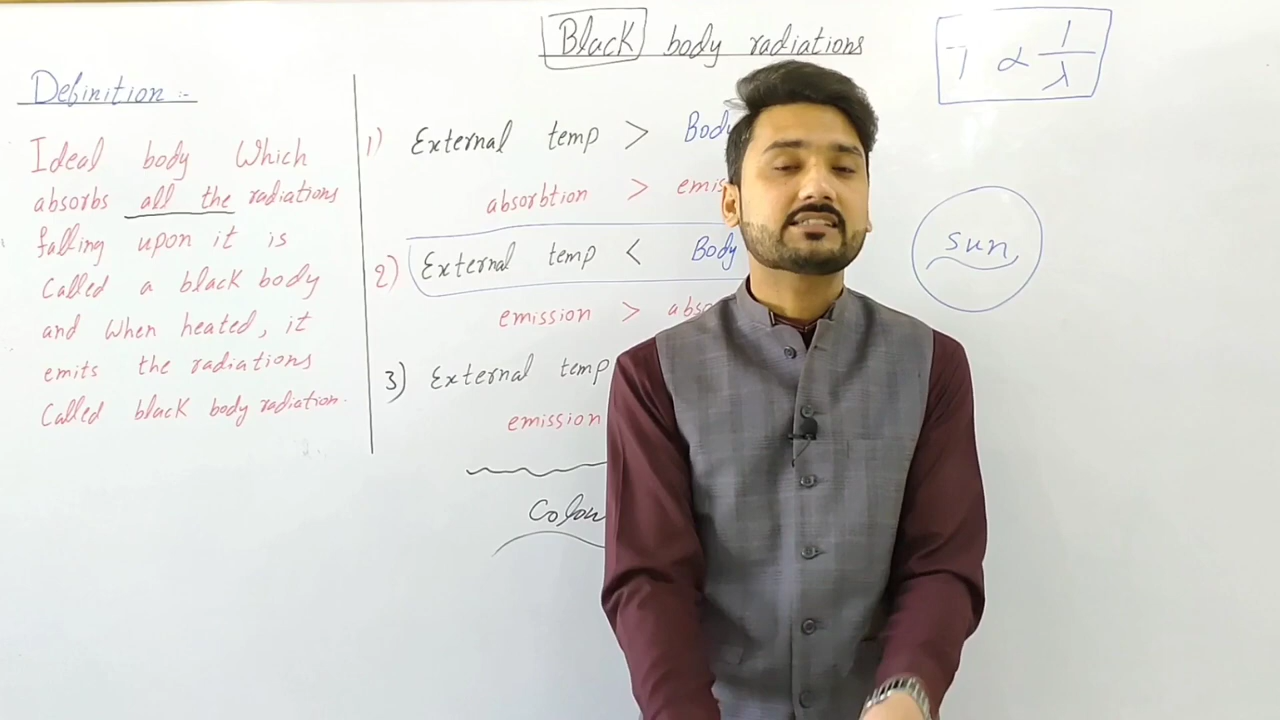 Black body radiations
Definition :-
Ideal body Which
absorbs all the radiations
falling upon it is
Called a black body
and when heated, it
emits the radiations
Called black body radiation.
1) External temp > Body
absorbtion > emis
2) External temp < Body
emission > abso
3) External temp
emission
Colou
T ∝ 1/λ
sun